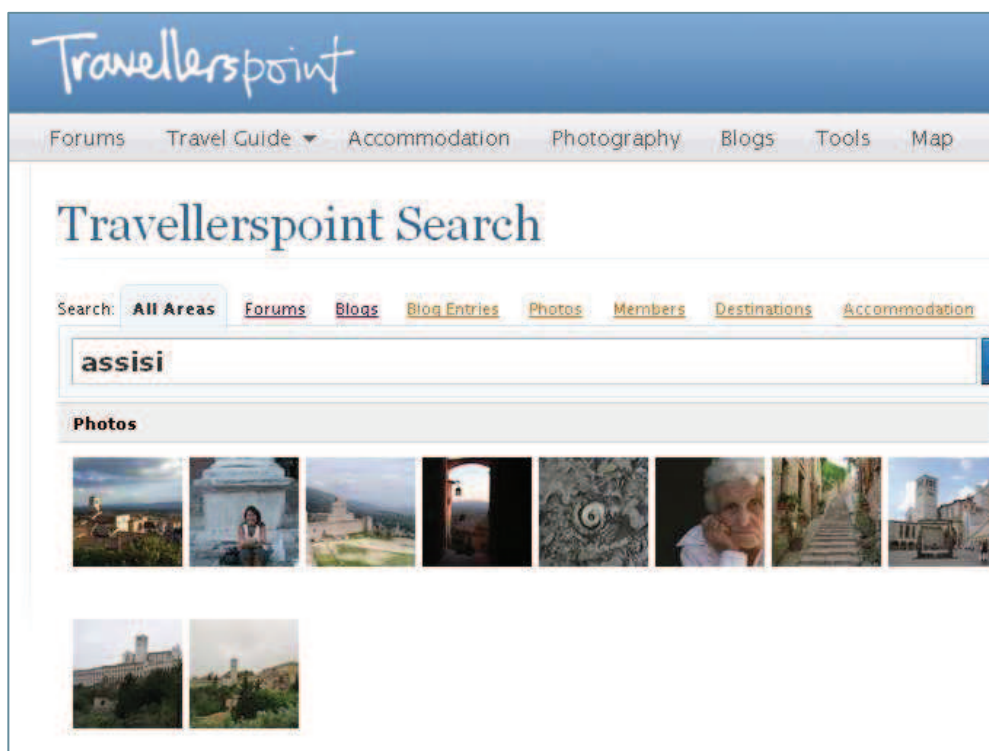 Travellerspoint
Forums Travel Guide Accommodation Photography Blogs Tools Map
Travellerspoint Search
Search: All Areas Forums Blogs Blog Entries Photos Members Destinations Accommodation
assisi
Photos